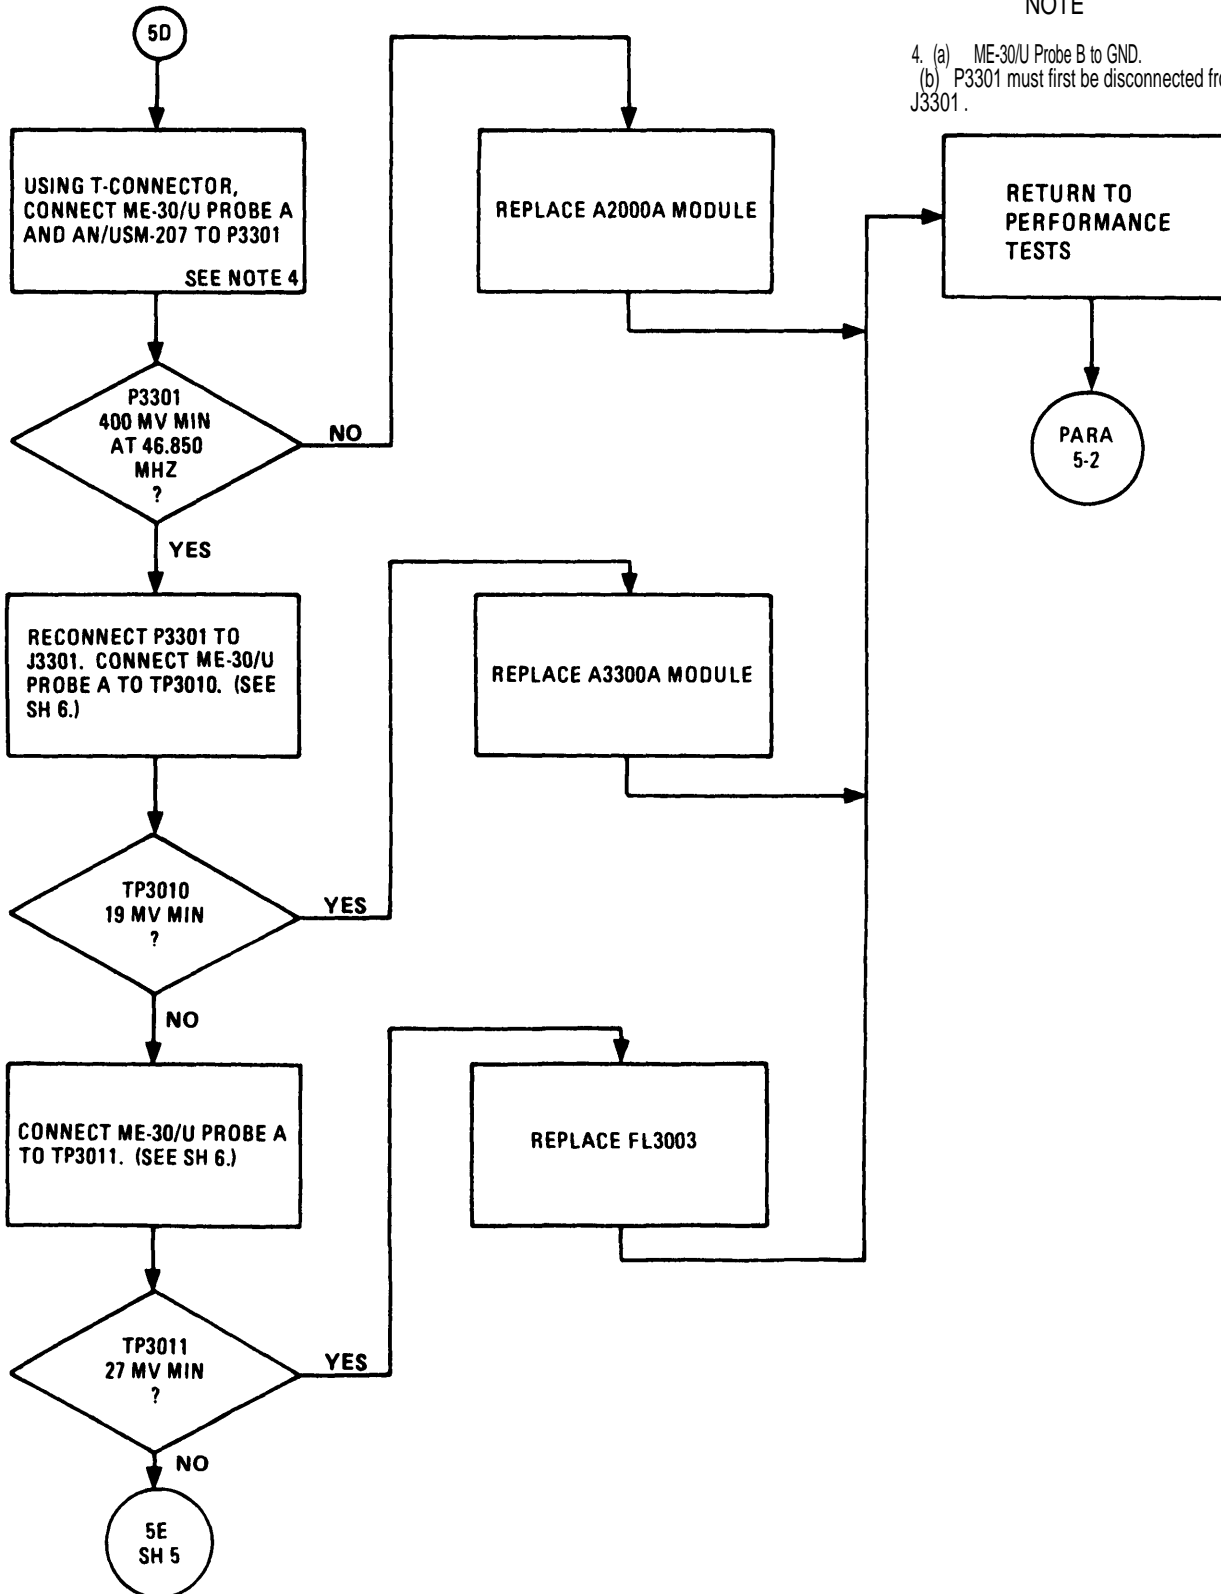 NOTE
4. (a) ME-30/U Probe B to GND.
(b) P3301 must first be disconnected
J3301.
5D
USING T-CONNECTOR,
CONNECT ME-30/U PROBE A
AND AN/USM-207 TO P3301
SEE NOTE 4
REPLACE A2000A MODULE
RETURN TO
PERFORMANCE
TESTS
P3301
400 MV MIN
AT 46.850
MHZ
?
NO
PARA
5-2
YES
RECONNECT P3301 TO
J3301. CONNECT ME-30/U
PROBE A TO TP3010. (SEE
SH 6.)
REPLACE A3300A MODULE
TP3010
19 MV MIN
?
YES
NO
CONNECT ME-30/U PROBE A
TO TP3011. (SEE SH 6.)
REPLACE FL3003
TP3011
27 MV MIN
?
YES
NO
5E
SH 5